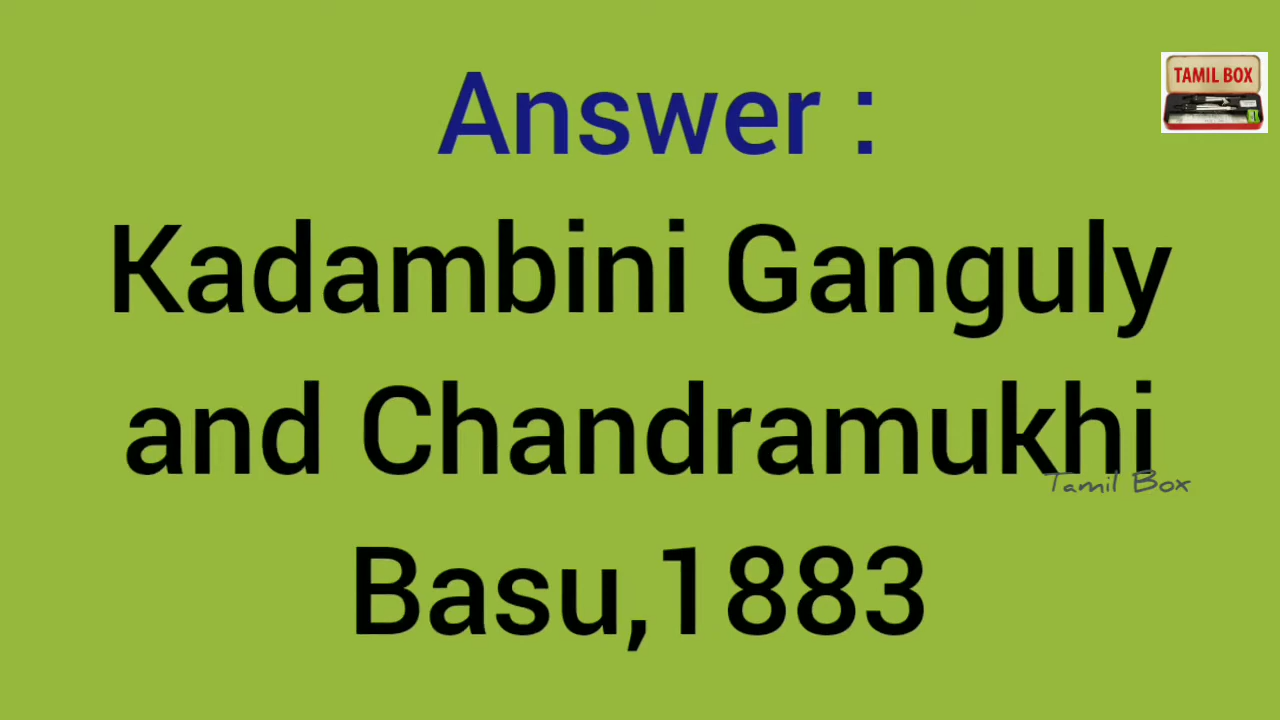 TAMIL BOX
Answer :
Kadambini Ganguly
and Chandramukhi
Tamil Box
Basu,1883